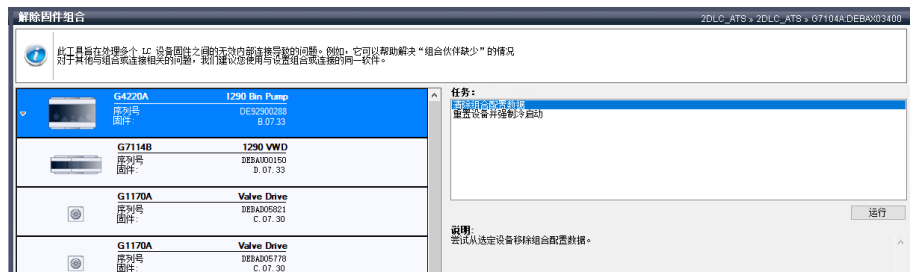 解除固件组合
2DLC_ATS » 2DLC_ATS » G7104A:DEBAX03400
此工具旨在处理多个 LC 设备固件之间的无效内部连接导致的问题。例如，它可以帮助解决“组合伙伴缺少”的情况
对于其他与组合或连接相关的问题，我们建议您使用与设置组合或连接的同一软件。
G4220A 1290 Bin Pump
序列号 DE92900288
固件: B.07.33
G7114B 1290 VWD
序列号 DEBAU00150
固件: D.07.33
G1170A Valve Drive
序列号 DEBAD05821
固件: C.07.30
G1170A Valve Drive
序列号 DEBAD05778
固件: C.07.30
任务:
清除组合配置数据
重置设备并强制冷启动
运行
说明:
尝试从选定设备移除组合配置数据。